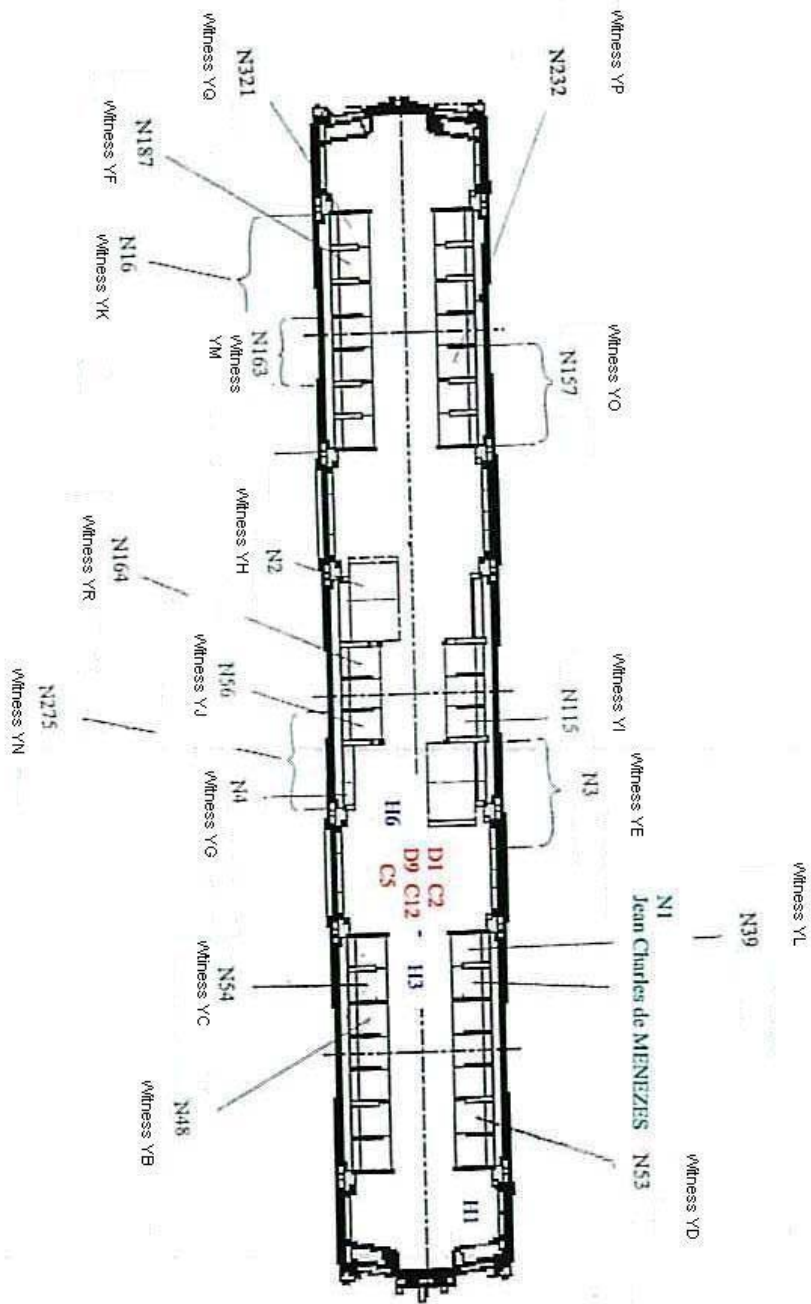 Witness YP
N232
Witness YO
N157
Witness YI
N115
Witness YE
N3
Witness YL
N39
N1
Jean Charles de MENEZES
Witness YD
N53
H6
D1 C2
D9 C12
C5
H3
H1
N321
Witness YQ
N187
Witness YF
N16
Witness YK
N163
Witness
YM
N2
Witness YH
N164
Witness YR
N56
Witness YJ
N275
Witness YN
N4
Witness YG
N54
Witness YC
N48
Witness YB